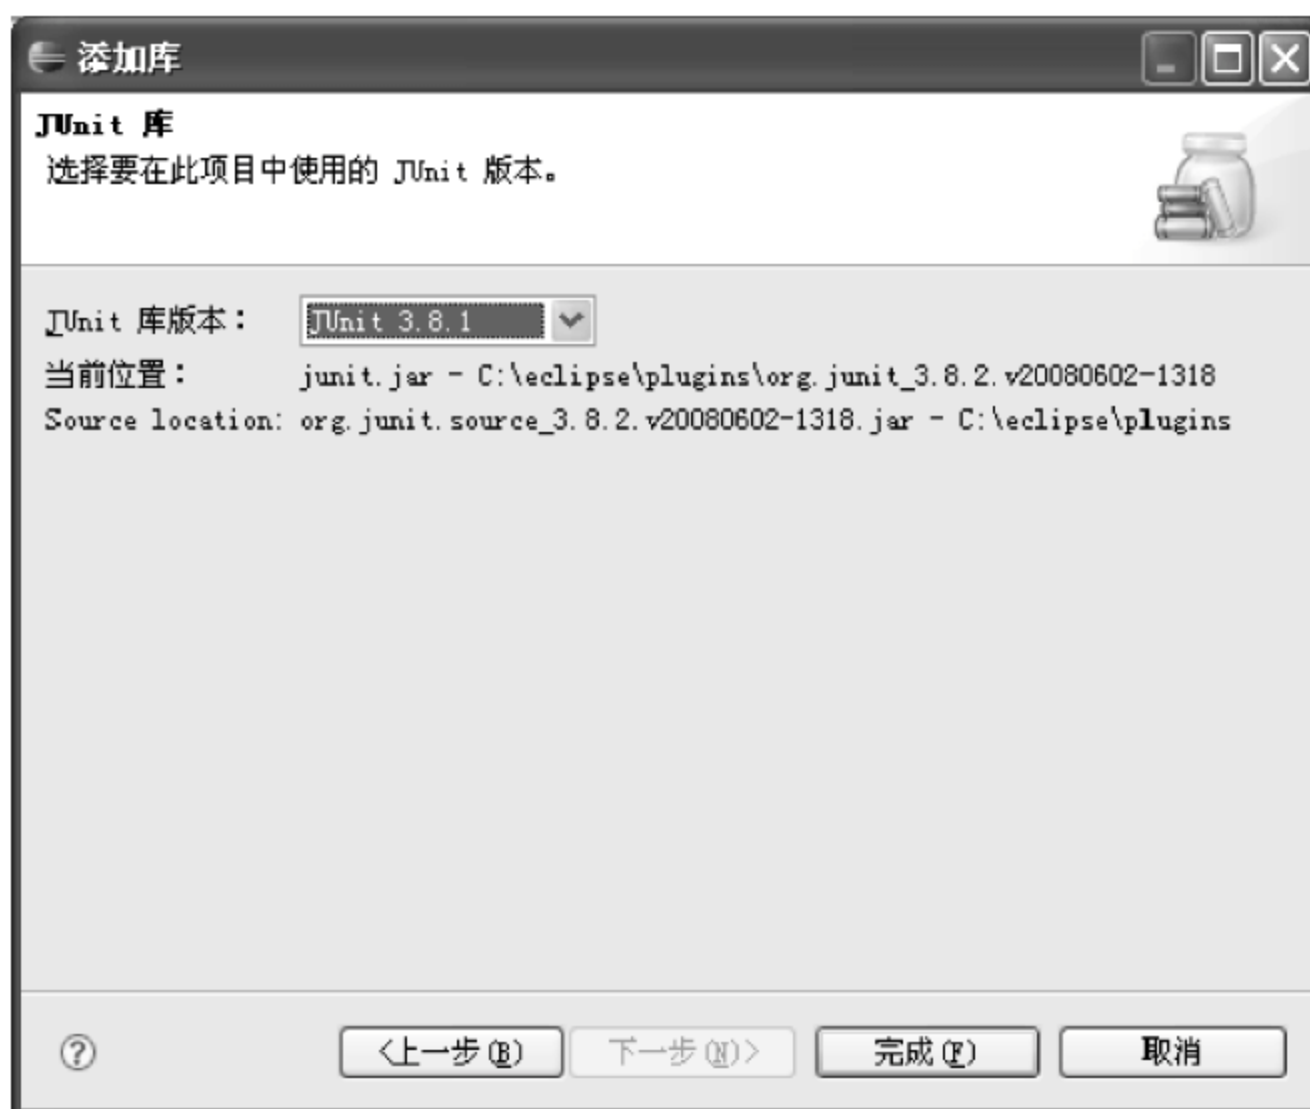 添加库
JUnit 库
选择要在此项目中使用的 JUnit 版本。
JUnit 库版本： JUnit 3.8.1
当前位置： junit.jar - C:\eclipse\plugins\org.junit_3.8.2.v20080602-1318
Source location: org.junit.source_3.8.2.v20080602-1318.jar - C:\eclipse\plugins
? <上一步(B) 下一步(N)> 完成(F) 取消